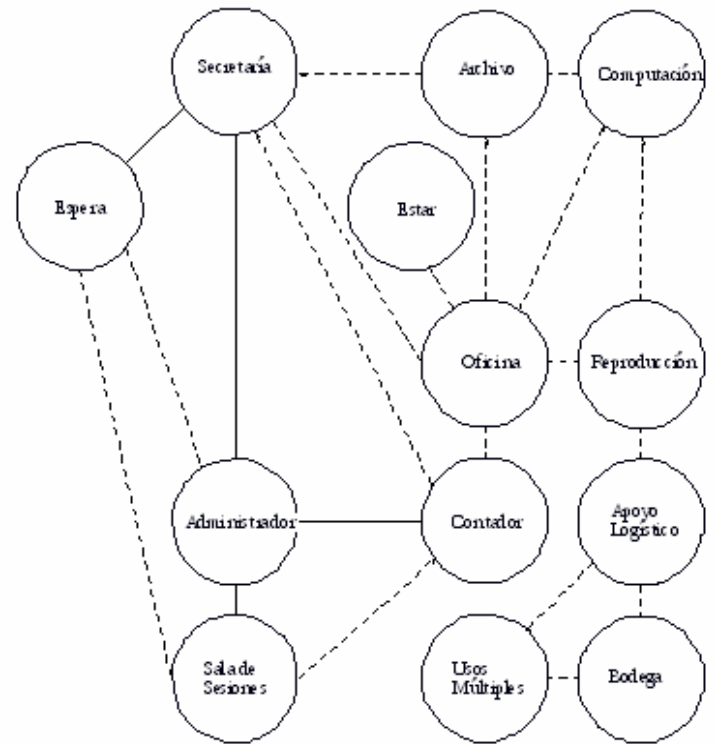 Secretaría
Archivo
Computación
Espera
Estar
Oficina
Reproducción
Administrador
Contador
Apoyo
Logístico
Sala de
Sesiones
Usos
Múltiples
Bodega